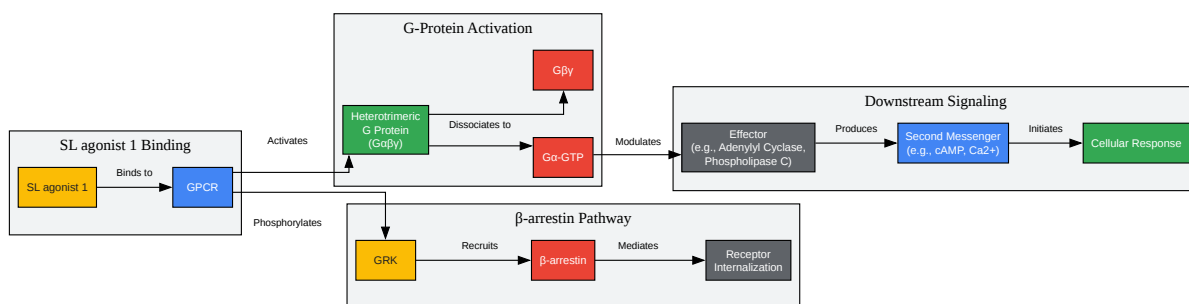 G-Protein Activation
Gβγ
Heterotrimeric
G Protein
(Gαβγ)
Dissociates to
Gα-GTP
Activates
Modulates
Downstream Signaling
Effector
(e.g., Adenylyl Cyclase,
Phospholipase C)
Produces
Second Messenger
(e.g., cAMP, Ca2+)
Initiates
Cellular Response
SL agonist 1 Binding
SL agonist 1
Binds to
GPCR
Phosphorylates
β-arrestin Pathway
GRK
Recruits
β-arrestin
Mediates
Receptor
Internalization